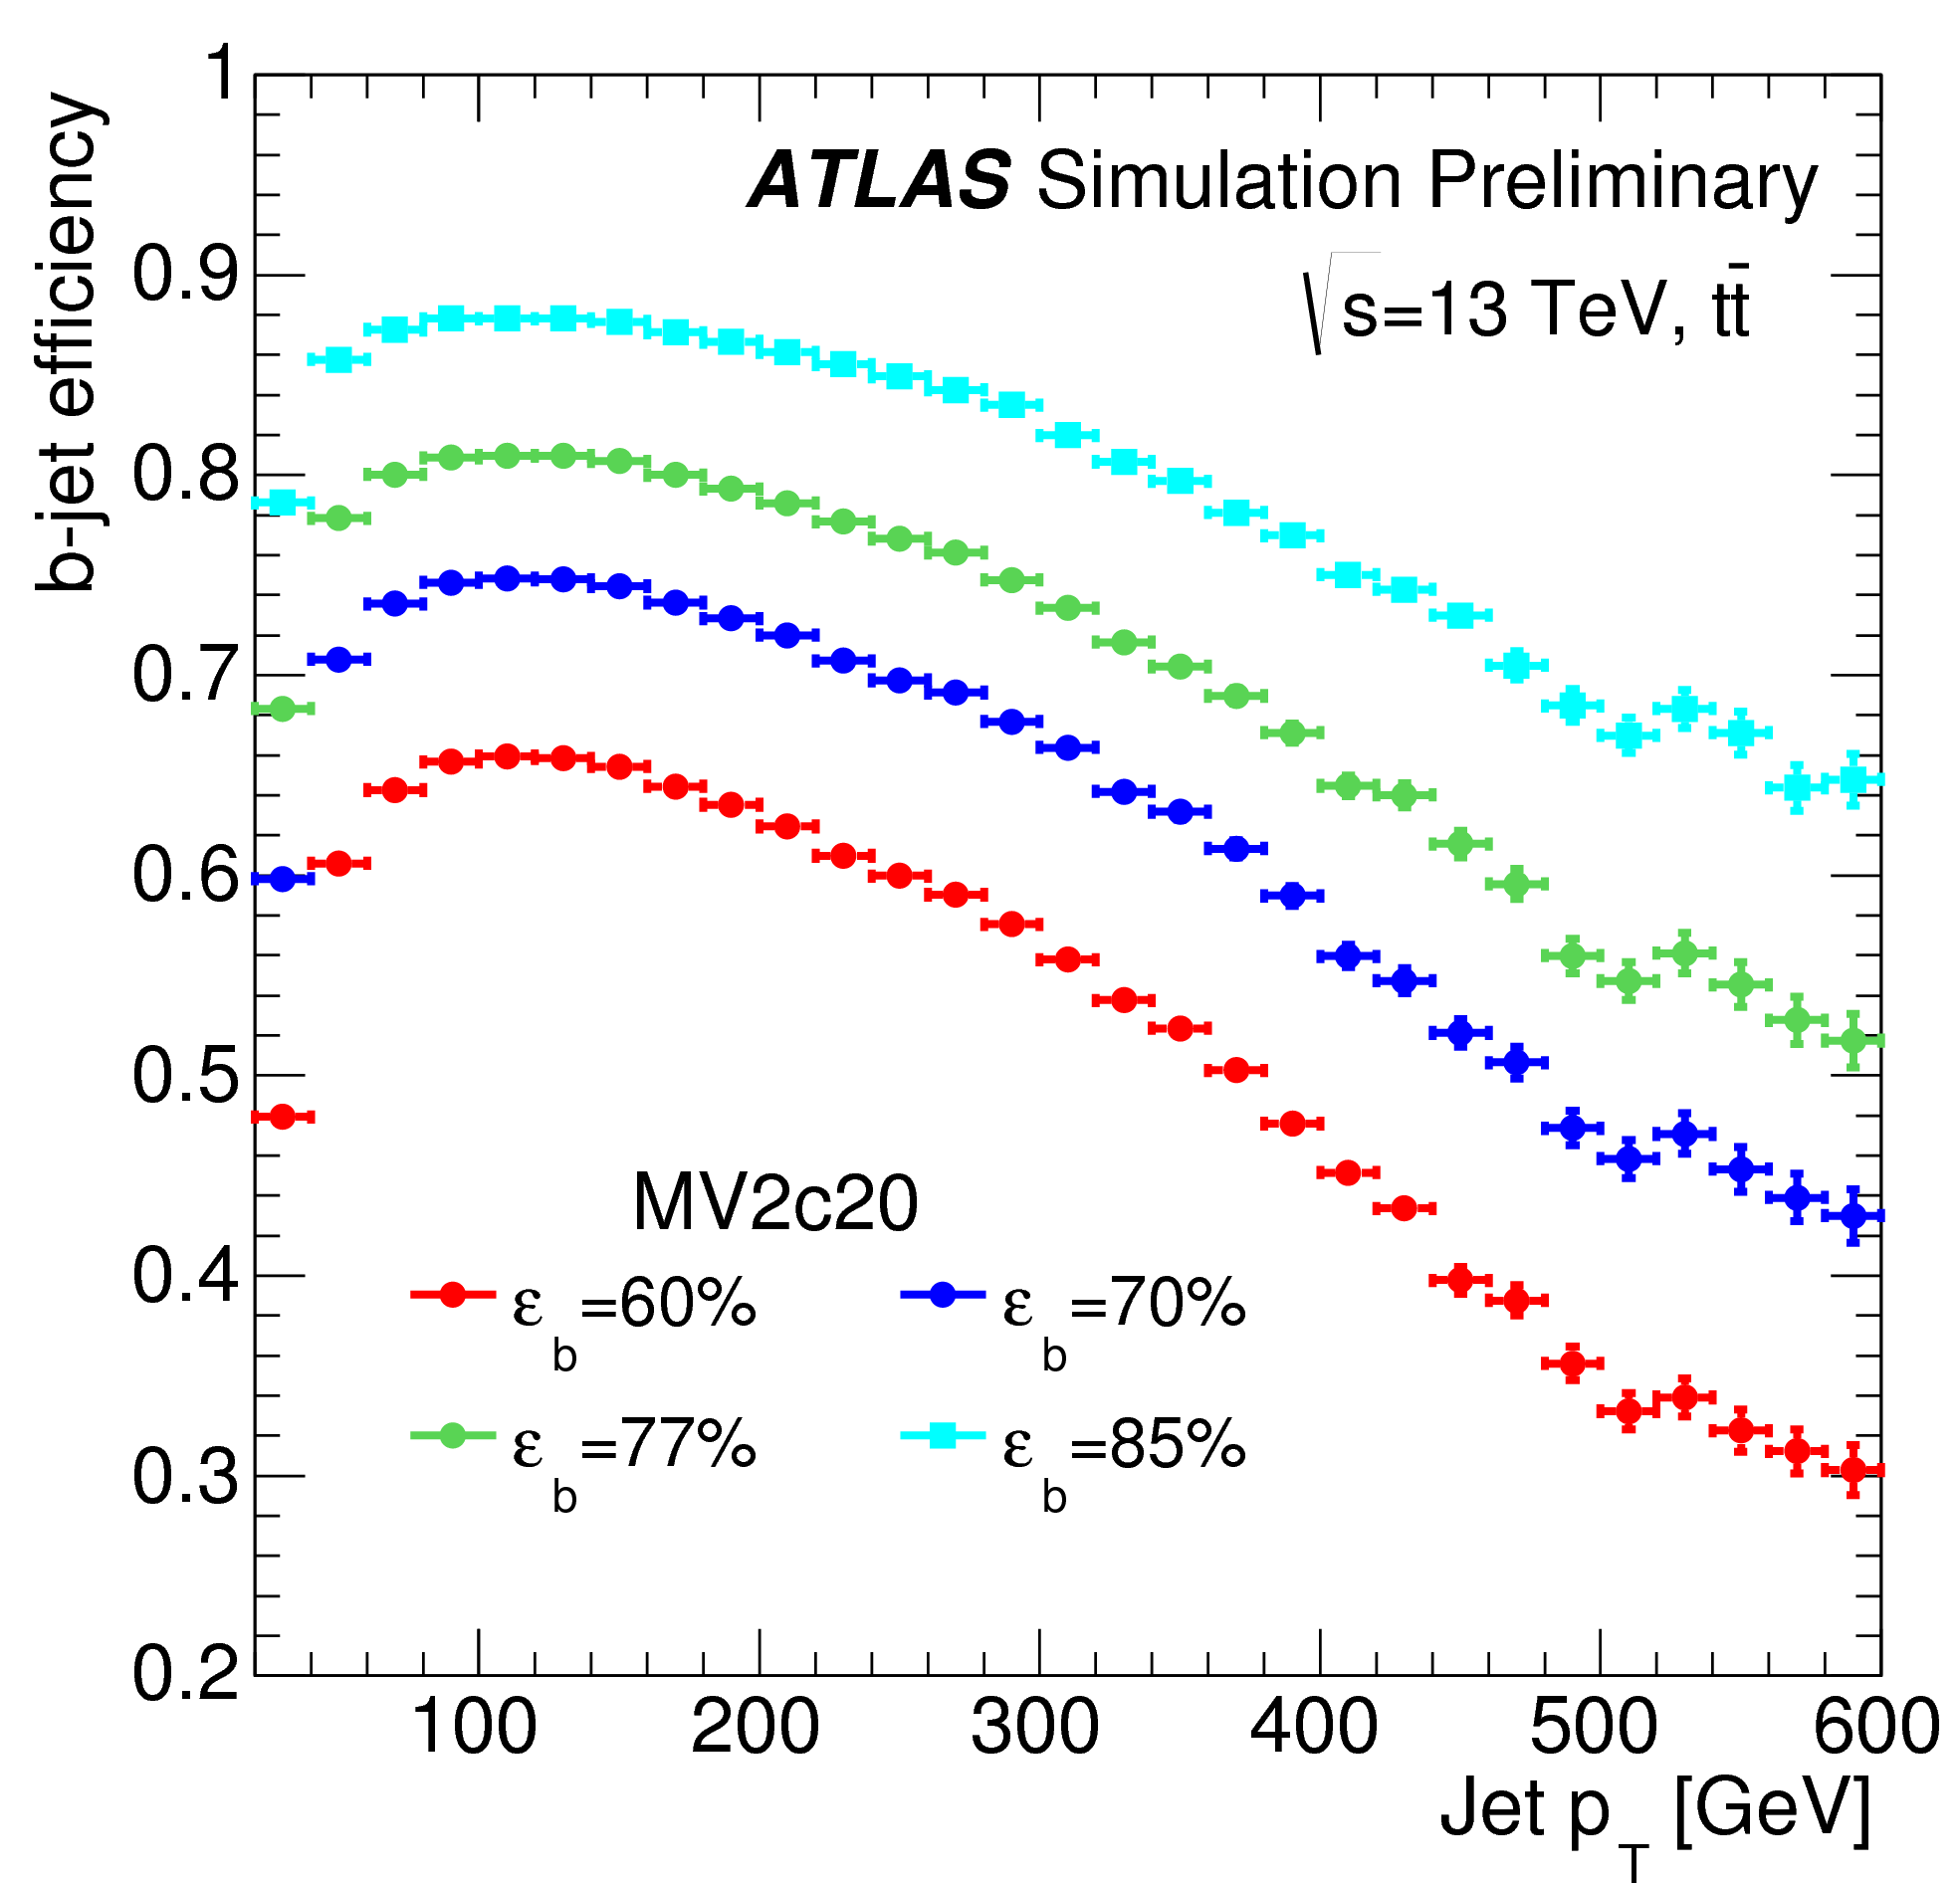 b-jet efficiency
1
0.9
0.8
0.7
0.6
0.5
0.4
0.3
0.2
ATLAS Simulation Preliminary
√s=13 TeV, tt̄
MV2c20
ε_b=60% ε_b=70%
ε_b=77% ε_b=85%
100 200 300 400 500 600
Jet p_T [GeV]